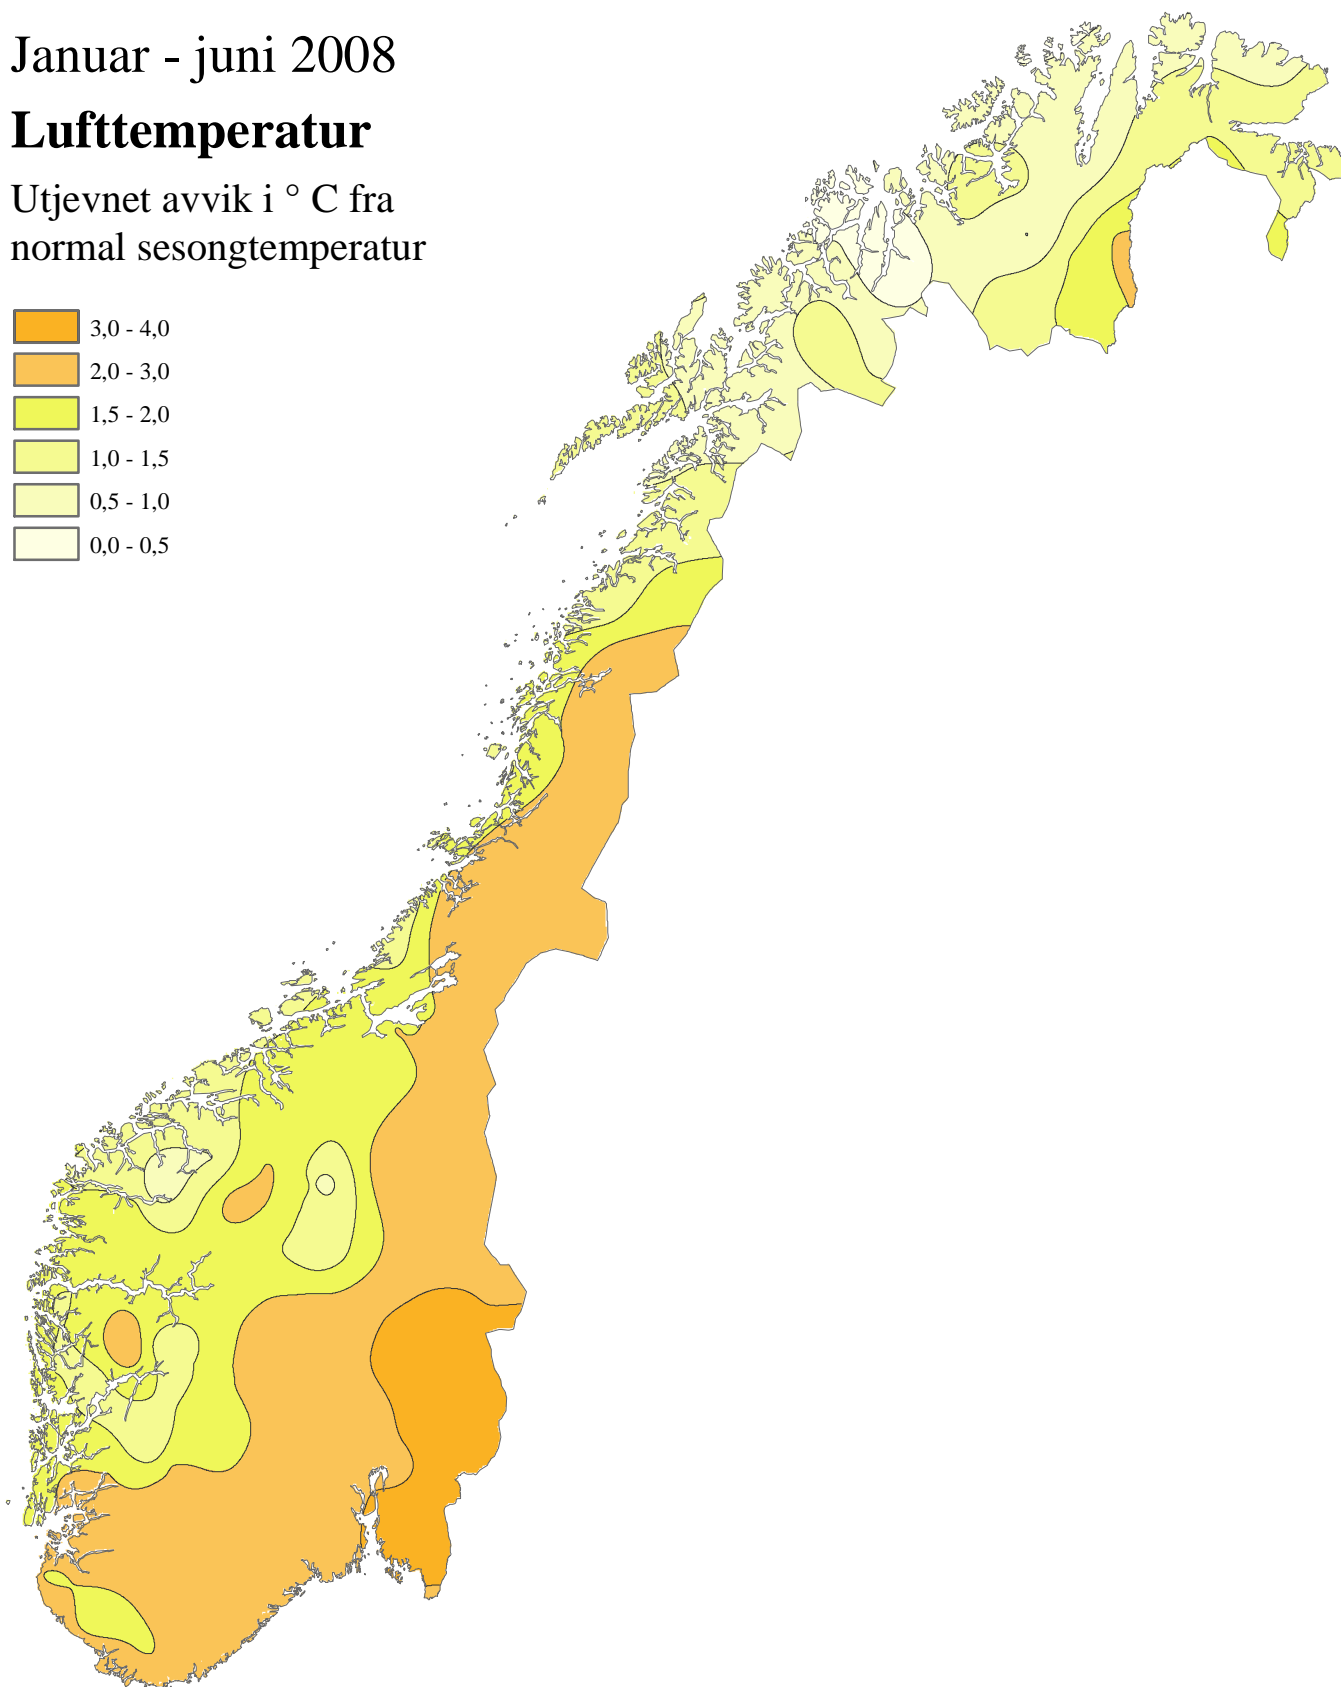 Januar - juni 2008
Lufttemperatur
Utjevnet avvik i ° C fra
normal sesongtemperatur
3,0 - 4,0
2,0 - 3,0
1,5 - 2,0
1,0 - 1,5
0,5 - 1,0
0,0 - 0,5